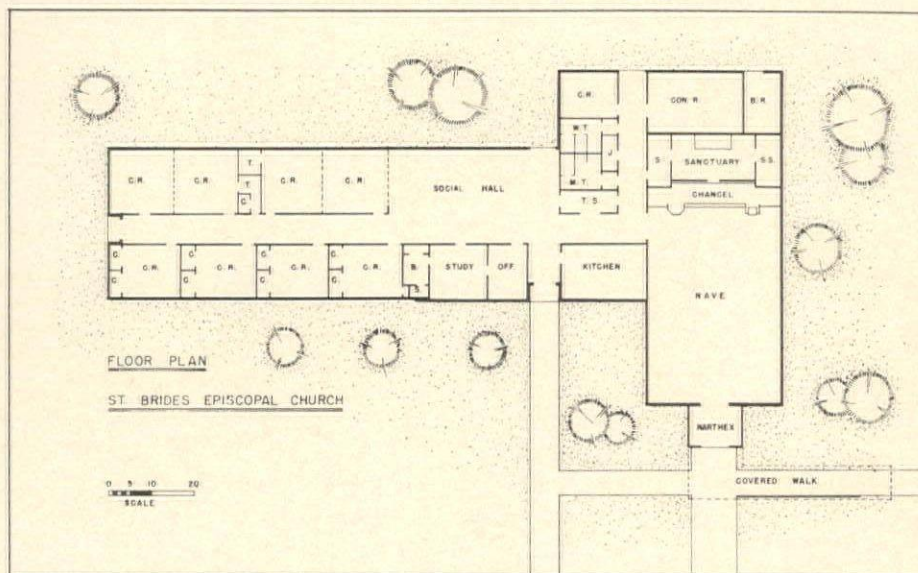 C.R. CON. R. B.R.
W.T.
J.
S. SANCTUARY S.S.
W.T.
CHANCEL
T.S.
C.R. C.R. T. C.R. C.R. SOCIAL HALL
T.
C.
C. C. C. C. B. STUDY OFF. KITCHEN
C.R. C.R. C.R. C.R.
C. C. C. C. S.
NAVE
FLOOR PLAN
ST. BRIDES EPISCOPAL CHURCH
NARTHEX
COVERED WALK
0 5 10 20
SCALE